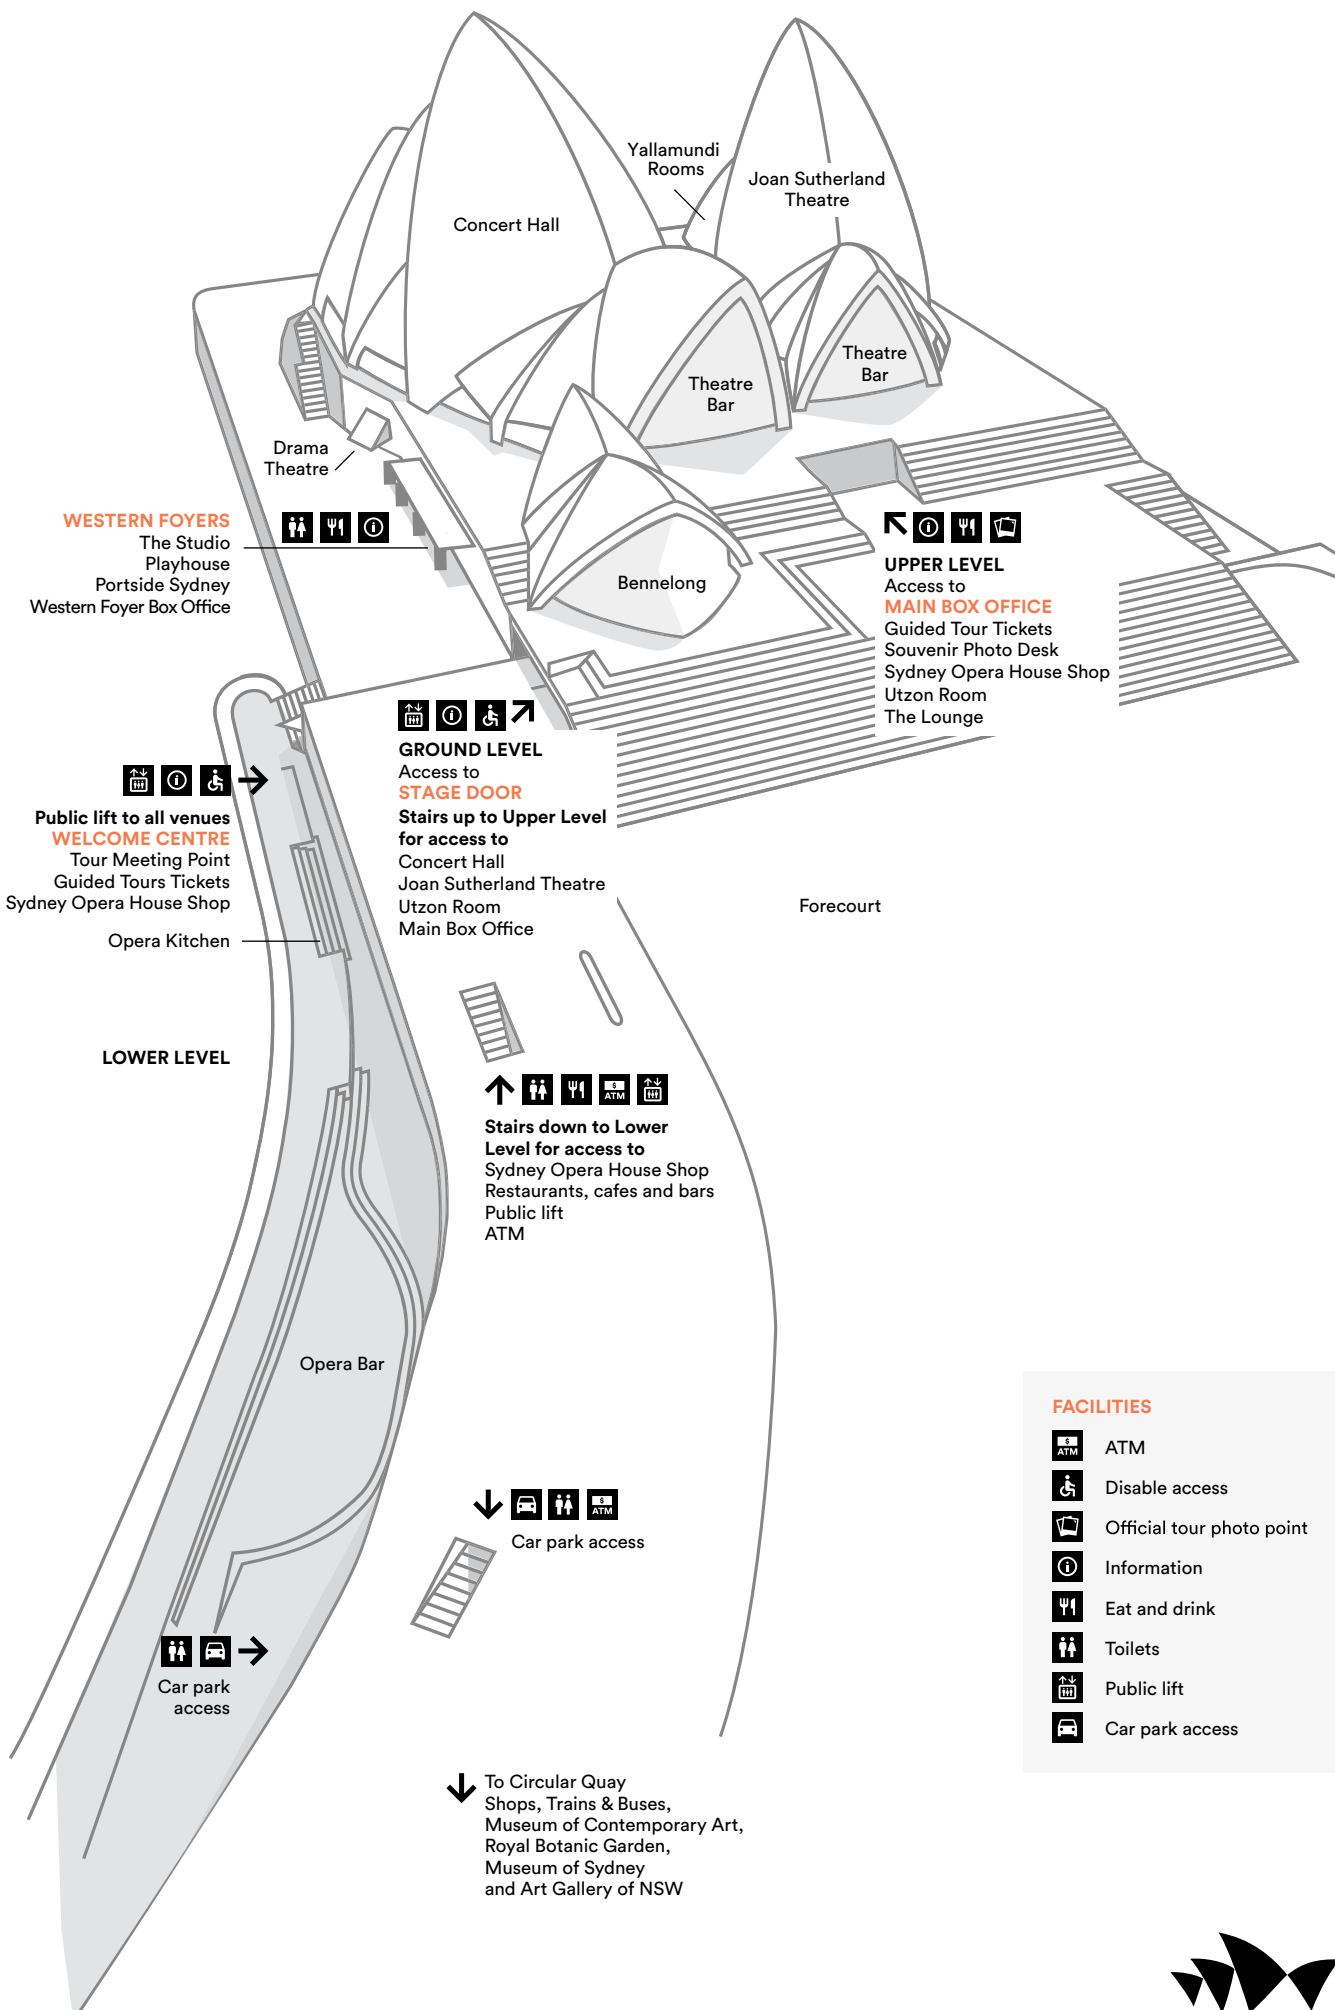 Yallamundi
Rooms
Joan Sutherland
Theatre
Concert Hall
Theatre
Bar
Theatre
Bar
Drama
Theatre
WESTERN FOYERS
The Studio
Playhouse
Portside Sydney
Western Foyer Box Office
Bennelong
UPPER LEVEL
Access to
MAIN BOX OFFICE
Guided Tour Tickets
Souvenir Photo Desk
Sydney Opera House Shop
Utzon Room
The Lounge
GROUND LEVEL
Access to
STAGE DOOR
Stairs up to Upper Level
for access to
Concert Hall
Joan Sutherland Theatre
Utzon Room
Main Box Office
Public lift to all venues
WELCOME CENTRE
Tour Meeting Point
Guided Tours Tickets
Sydney Opera House Shop
Opera Kitchen
Forecourt
LOWER LEVEL
$
ATM
Stairs down to Lower
Level for access to
Sydney Opera House Shop
Restaurants, cafes and bars
Public lift
ATM
Opera Bar
$
ATM
Car park access
Car park
access
To Circular Quay
Shops, Trains & Buses,
Museum of Contemporary Art,
Royal Botanic Garden,
Museum of Sydney
and Art Gallery of NSW
FACILITIES
$
ATM
ATM
Disable access
Official tour photo point
Information
Eat and drink
Toilets
Public lift
Car park access